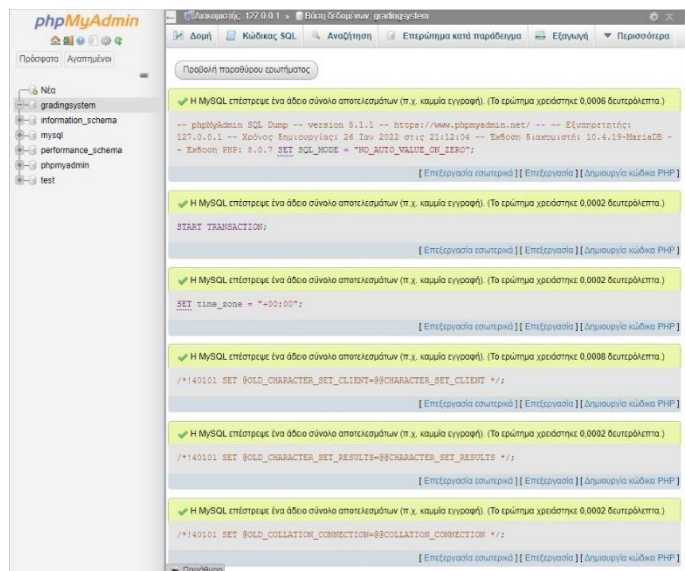 phpMyAdmin
Πρόσφατα Αγαπημένοι
Νέα
gradingsystem
information_schema
mysql
performance_schema
phpmyadmin
test
Διακομιστής: 127.0.0.1 » Βάση δεδομένων: gradingsystem
Δομή Κώδικας SQL Αναζήτηση Επερώτημα κατά παράδειγμα Εξαγωγή Περισσότερα
Προβολή παραθύρου ερωτήματος
Η MySQL επέστρεψε ένα άδειο σύνολο αποτελεσμάτων (π.χ. καμμία εγγραφή). (Το ερώτημα χρειάστηκε 0,0006 δευτερόλεπτα.)
-- phpMyAdmin SQL Dump -- version 5.1.1 -- https://www.phpmyadmin.net/ -- -- Εξυπηρετητής:
127.0.0.1 -- Χρόνος δημιουργίας: 26 Ιαν 2022 στις 21:12:04 -- Έκδοση διακομιστή: 10.4.19-MariaDB -
- Έκδοση PHP: 8.0.7 SET SQL_MODE = "NO_AUTO_VALUE_ON_ZERO";
[ Επεξεργασία εσωτερικά ] [ Επεξεργασία ] [ Δημιουργία κώδικα PHP ]
Η MySQL επέστρεψε ένα άδειο σύνολο αποτελεσμάτων (π.χ. καμμία εγγραφή). (Το ερώτημα χρειάστηκε 0,0002 δευτερόλεπτα.)
START TRANSACTION;
[ Επεξεργασία εσωτερικά ] [ Επεξεργασία ] [ Δημιουργία κώδικα PHP ]
Η MySQL επέστρεψε ένα άδειο σύνολο αποτελεσμάτων (π.χ. καμμία εγγραφή). (Το ερώτημα χρειάστηκε 0,0002 δευτερόλεπτα.)
SET time_zone = "+00:00";
[ Επεξεργασία εσωτερικά ] [ Επεξεργασία ] [ Δημιουργία κώδικα PHP ]
Η MySQL επέστρεψε ένα άδειο σύνολο αποτελεσμάτων (π.χ. καμμία εγγραφή). (Το ερώτημα χρειάστηκε 0,0008 δευτερόλεπτα.)
/*!40101 SET @OLD_CHARACTER_SET_CLIENT=@@CHARACTER_SET_CLIENT */;
[ Επεξεργασία εσωτερικά ] [ Επεξεργασία ] [ Δημιουργία κώδικα PHP ]
Η MySQL επέστρεψε ένα άδειο σύνολο αποτελεσμάτων (π.χ. καμμία εγγραφή). (Το ερώτημα χρειάστηκε 0,0002 δευτερόλεπτα.)
/*!40101 SET @OLD_CHARACTER_SET_RESULTS=@@CHARACTER_SET_RESULTS */;
[ Επεξεργασία εσωτερικά ] [ Επεξεργασία ] [ Δημιουργία κώδικα PHP ]
Η MySQL επέστρεψε ένα άδειο σύνολο αποτελεσμάτων (π.χ. καμμία εγγραφή). (Το ερώτημα χρειάστηκε 0,0002 δευτερόλεπτα.)
/*!40101 SET @OLD_COLLATION_CONNECTION=@@COLLATION_CONNECTION */;
[ Επεξεργασία εσωτερικά ] [ Επεξεργασία ] [ Δημιουργία κώδικα PHP ]